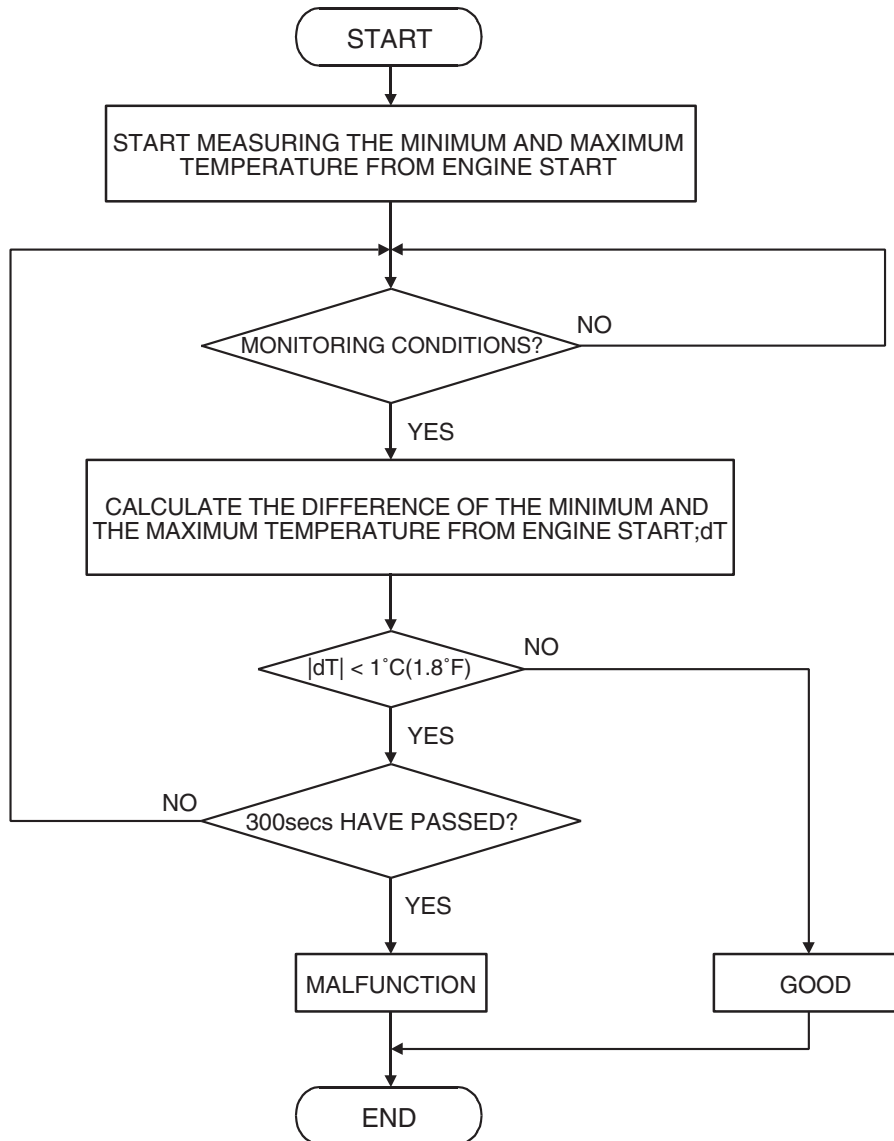 START
START MEASURING THE MINIMUM AND MAXIMUM
TEMPERATURE FROM ENGINE START
MONITORING CONDITIONS?
NO
YES
CALCULATE THE DIFFERENCE OF THE MINIMUM AND
THE MAXIMUM TEMPERATURE FROM ENGINE START;dT
|dT| < 1˚C(1.8˚F)
NO
YES
300secs HAVE PASSED?
NO
YES
MALFUNCTION
GOOD
END